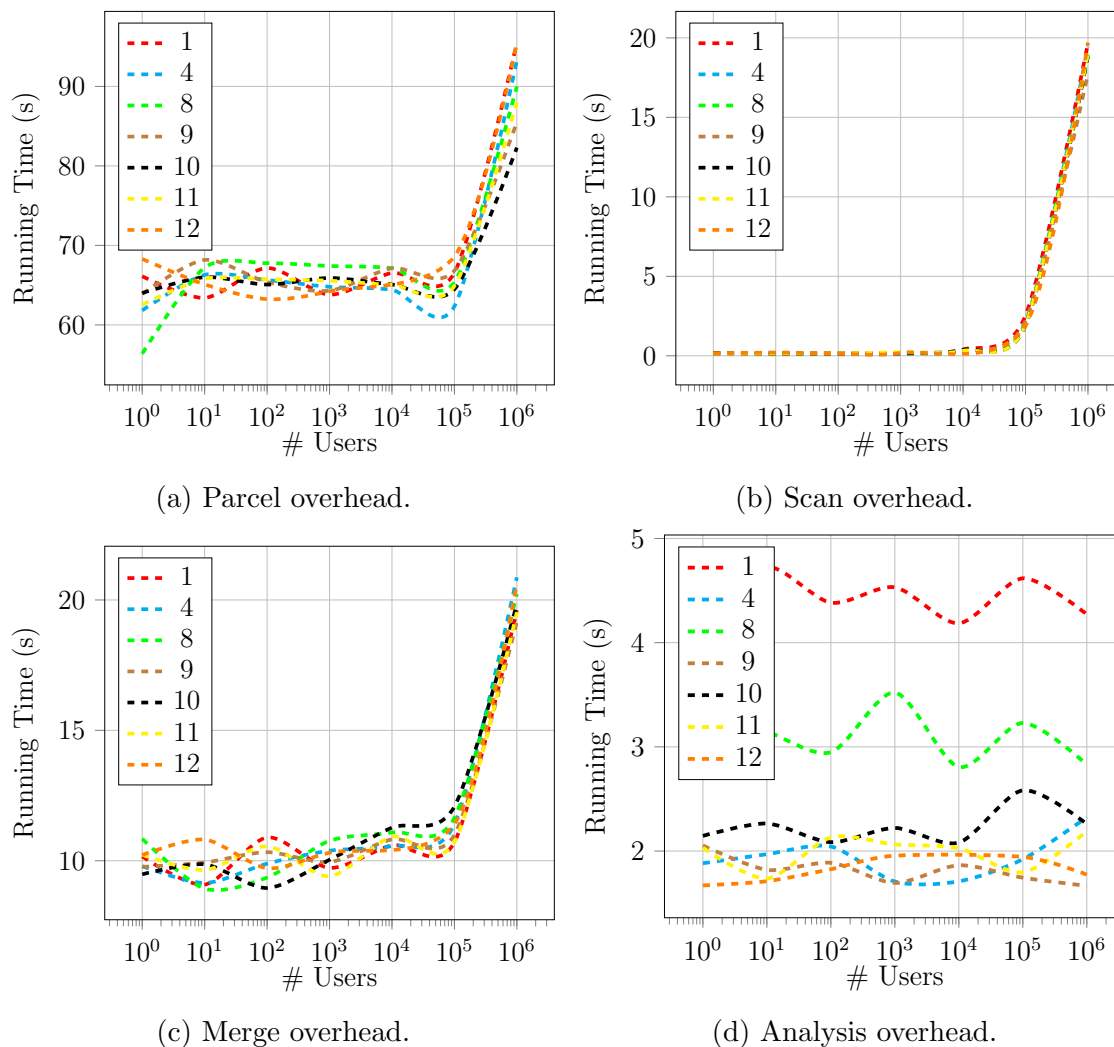 Running Time (s)
90
80
70
60
1
4
8
9
10
11
12
10^0 10^1 10^2 10^3 10^4 10^5 10^6
# Users
(a) Parcel overhead.
Running Time (s)
20
15
10
5
0
1
4
8
9
10
11
12
10^0 10^1 10^2 10^3 10^4 10^5 10^6
# Users
(b) Scan overhead.
Running Time (s)
20
15
10
1
4
8
9
10
11
12
10^0 10^1 10^2 10^3 10^4 10^5 10^6
# Users
(c) Merge overhead.
Running Time (s)
5
4
3
2
1
4
8
9
10
11
12
10^0 10^1 10^2 10^3 10^4 10^5 10^6
# Users
(d) Analysis overhead.